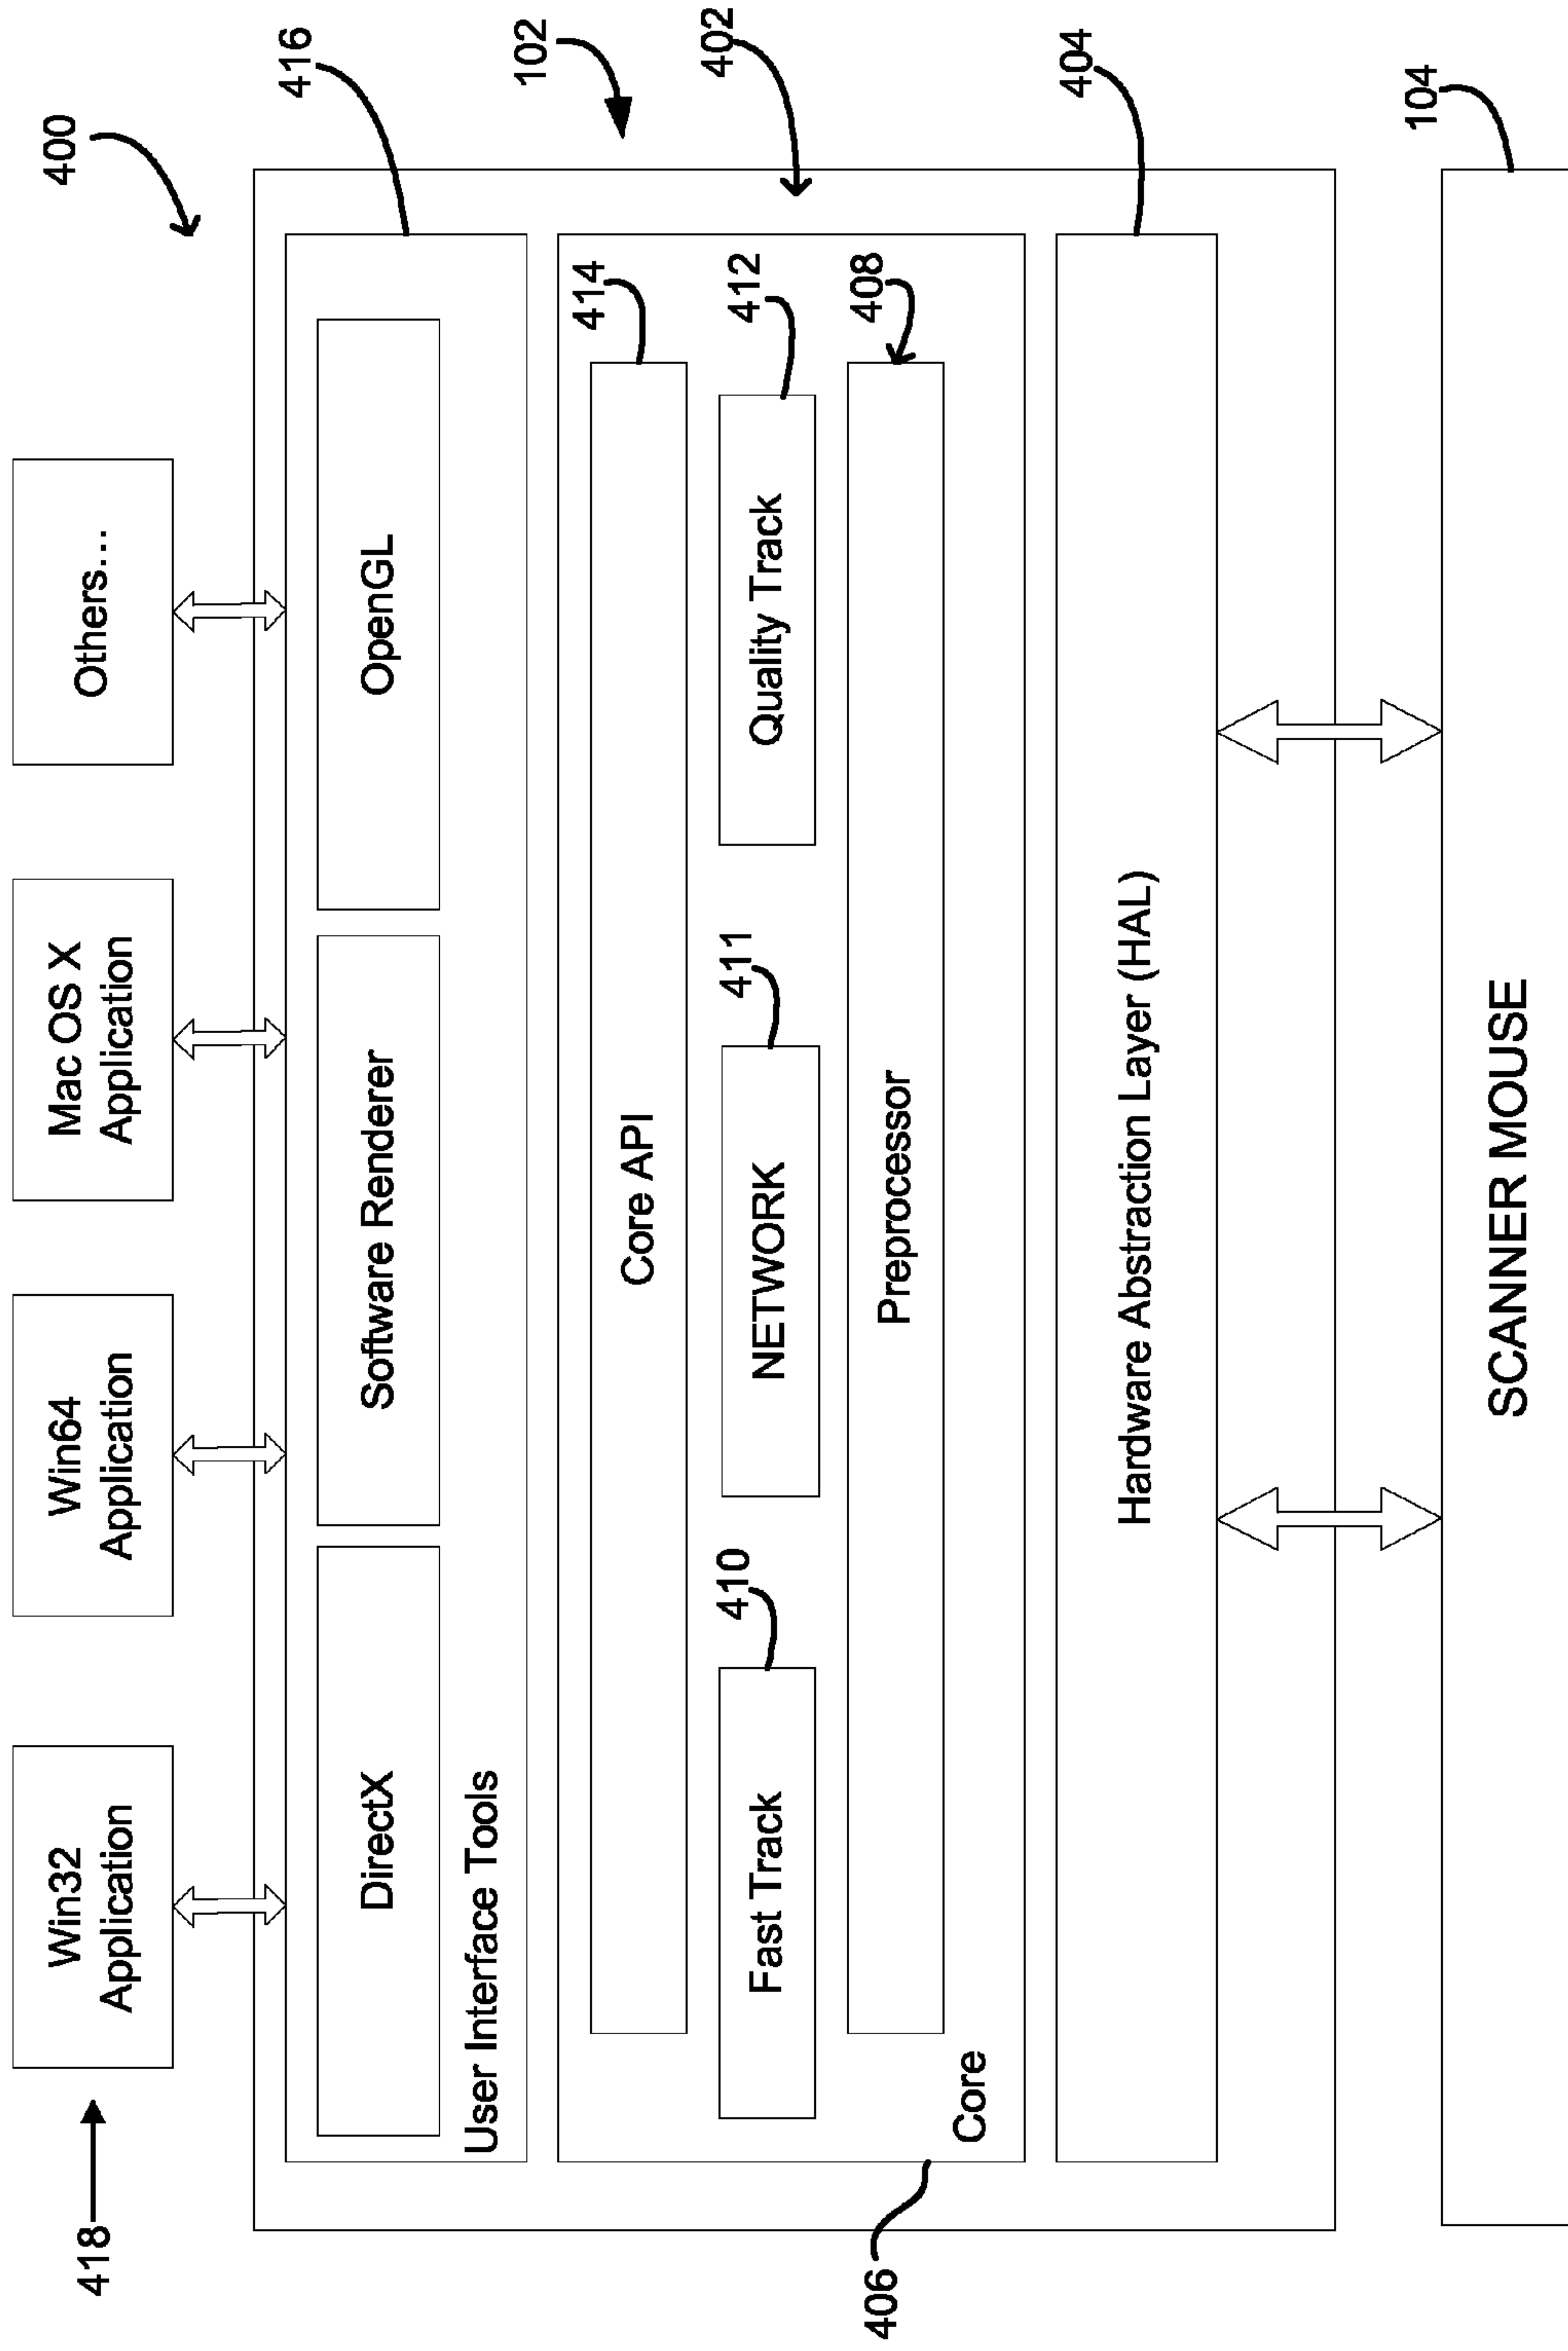 400
418
Win32
Application
Win64
Application
Mac OS X
Application
Others...
416
DirectX
Software Renderer
OpenGL
User Interface Tools
102
414
Core API
402
410
411
412
Fast Track
NETWORK
Quality Track
408
Preprocessor
406
Core
404
Hardware Abstraction Layer (HAL)
104
SCANNER MOUSE